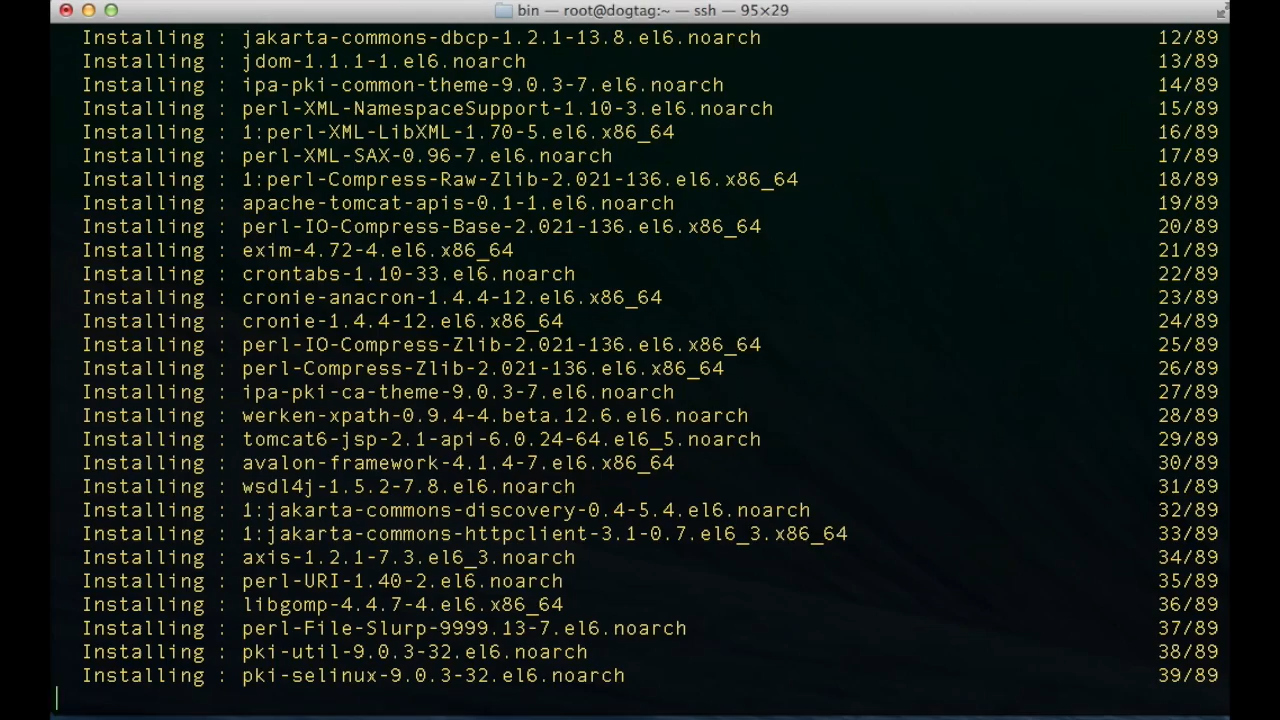 bin — root@dogtag:~ — ssh — 95×29
Installing : jakarta-commons-dbcp-1.2.1-13.8.el6.noarch 12/89
Installing : jdom-1.1.1-1.el6.noarch 13/89
Installing : ipa-pki-common-theme-9.0.3-7.el6.noarch 14/89
Installing : perl-XML-NamespaceSupport-1.10-3.el6.noarch 15/89
Installing : 1:perl-XML-LibXML-1.70-5.el6.x86_64 16/89
Installing : perl-XML-SAX-0.96-7.el6.noarch 17/89
Installing : 1:perl-Compress-Raw-Zlib-2.021-136.el6.x86_64 18/89
Installing : apache-tomcat-apis-0.1-1.el6.noarch 19/89
Installing : perl-IO-Compress-Base-2.021-136.el6.x86_64 20/89
Installing : exim-4.72-4.el6.x86_64 21/89
Installing : crontabs-1.10-33.el6.noarch 22/89
Installing : cronie-anacron-1.4.4-12.el6.x86_64 23/89
Installing : cronie-1.4.4-12.el6.x86_64 24/89
Installing : perl-IO-Compress-Zlib-2.021-136.el6.x86_64 25/89
Installing : perl-Compress-Zlib-2.021-136.el6.x86_64 26/89
Installing : ipa-pki-ca-theme-9.0.3-7.el6.noarch 27/89
Installing : werken-xpath-0.9.4-4.beta.12.6.el6.noarch 28/89
Installing : tomcat6-jsp-2.1-api-6.0.24-64.el6_5.noarch 29/89
Installing : avalon-framework-4.1.4-7.el6.x86_64 30/89
Installing : wsdl4j-1.5.2-7.8.el6.noarch 31/89
Installing : 1:jakarta-commons-discovery-0.4-5.4.el6.noarch 32/89
Installing : 1:jakarta-commons-httpclient-3.1-0.7.el6_3.x86_64 33/89
Installing : axis-1.2.1-7.3.el6_3.noarch 34/89
Installing : perl-URI-1.40-2.el6.noarch 35/89
Installing : libgomp-4.4.7-4.el6.x86_64 36/89
Installing : perl-File-Slurp-9999.13-7.el6.noarch 37/89
Installing : pki-util-9.0.3-32.el6.noarch 38/89
Installing : pki-selinux-9.0.3-32.el6.noarch 39/89